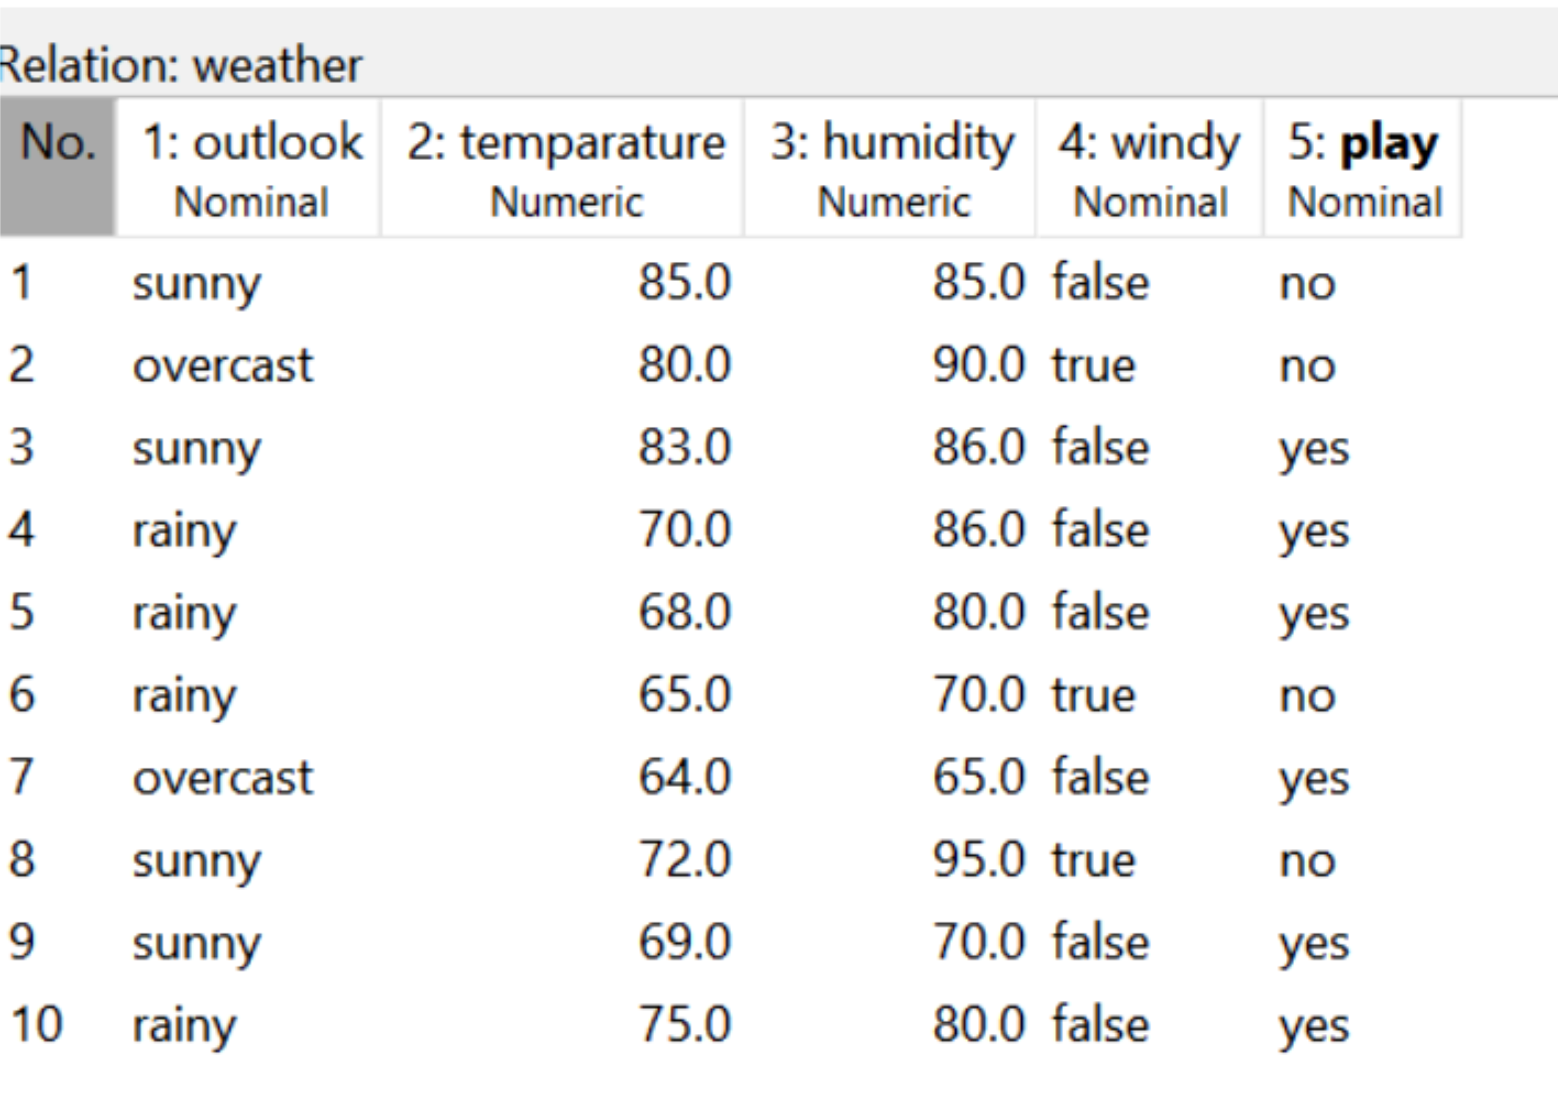 Relation: weather
No. 1: outlook 2: temparature 3: humidity 4: windy 5: play
Nominal Numeric Numeric Nominal Nominal
1 sunny 85.0 85.0 false no
2 overcast 80.0 90.0 true no
3 sunny 83.0 86.0 false yes
4 rainy 70.0 86.0 false yes
5 rainy 68.0 80.0 false yes
6 rainy 65.0 70.0 true no
7 overcast 64.0 65.0 false yes
8 sunny 72.0 95.0 true no
9 sunny 69.0 70.0 false yes
10 rainy 75.0 80.0 false yes